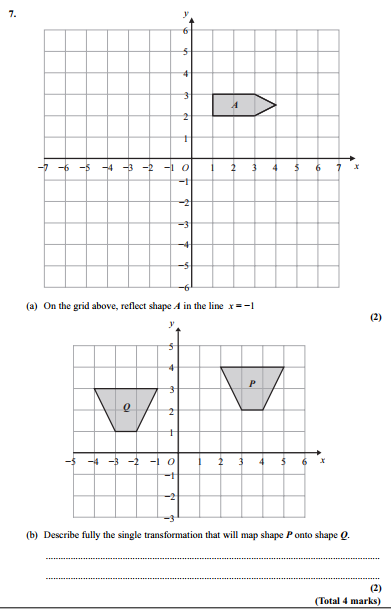 7.
y
6
5
4
3
A
2
1
-7 -6 -5 -4 -3 -2 -1 O 1 2 3 4 5 6 7 x
-1
-2
-3
-4
-5
-6
(a) On the grid above, reflect shape A in the line x = −1
(2)
y
5
4
P
3
Q
2
1
-5 -4 -3 -2 -1 O 1 2 3 4 5 6 x
-1
-2
-3
(b) Describe fully the single transformation that will map shape P onto shape Q.
(2)
(Total 4 marks)